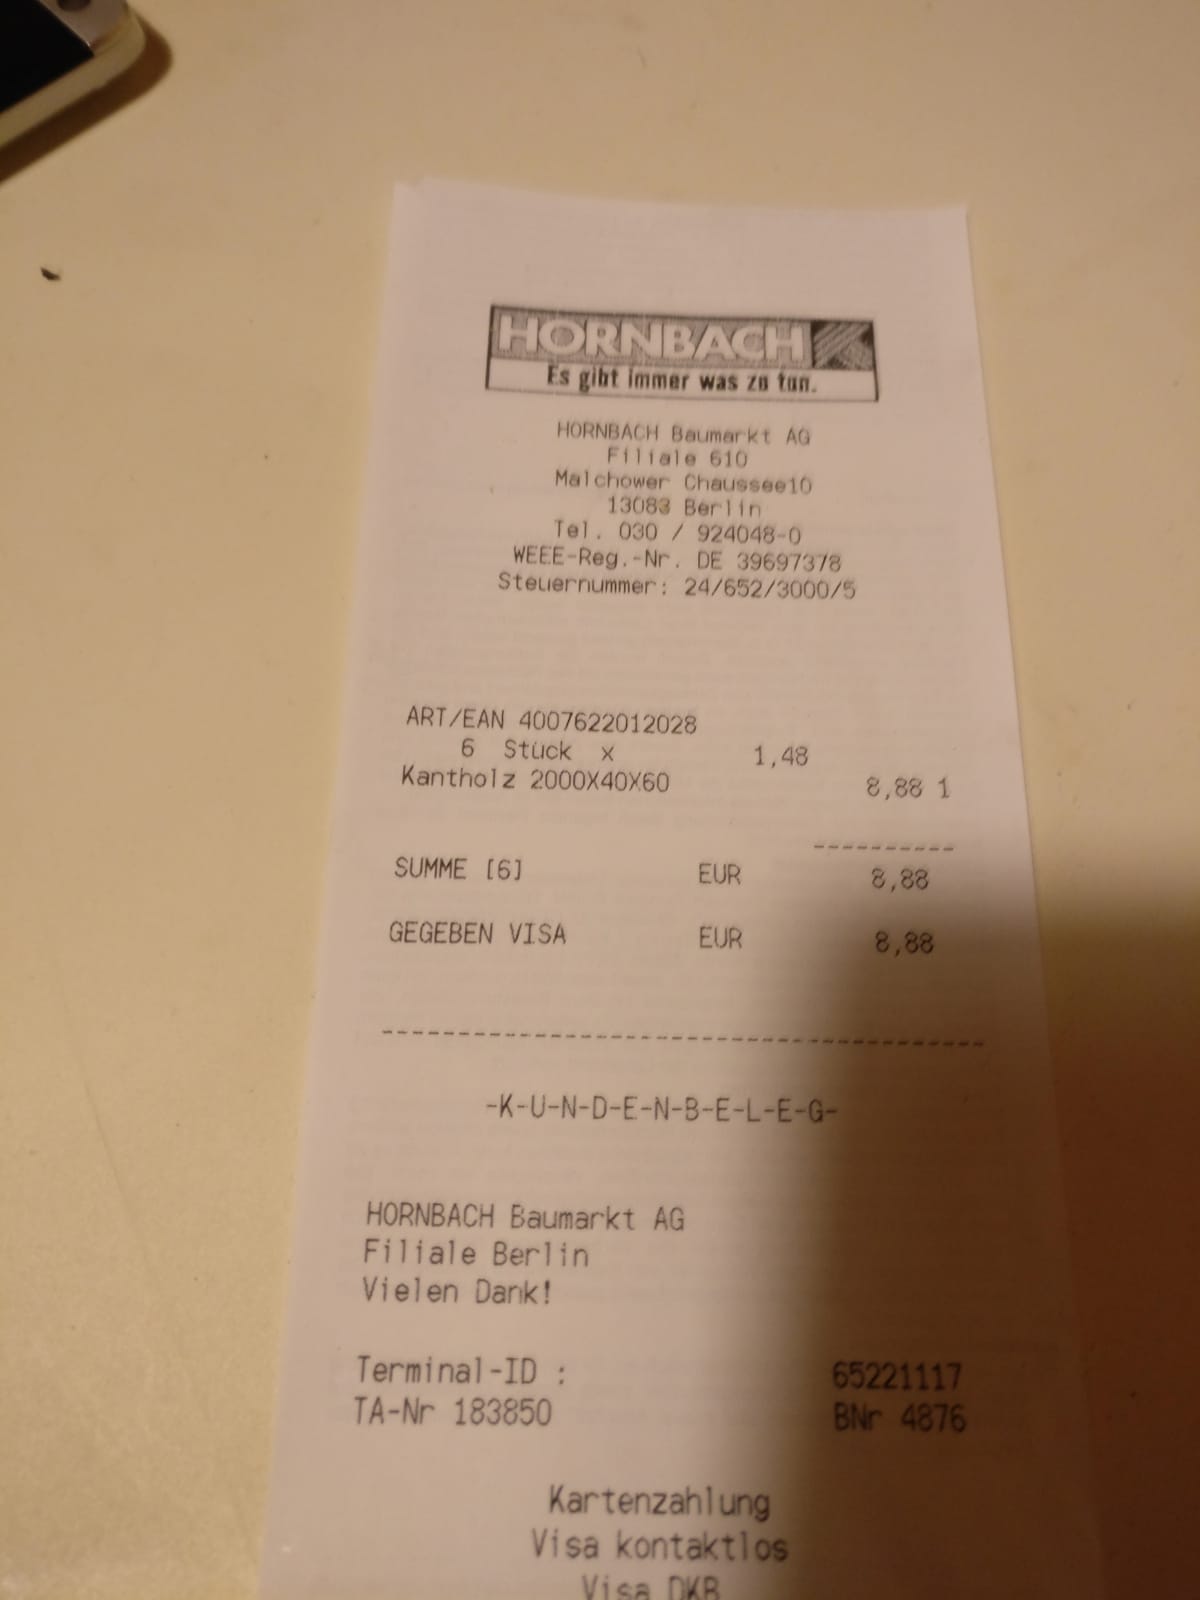 HORNBACH
Es gibt immer was zu tun.
HORNBACH Baumarkt AG
Filiale 610
Malchower Chaussee10
13083 Berlin
Tel. 030 / 924048-0
WEEE-Reg.-Nr. DE 39697378
Steuernummer: 24/652/3000/5
ART/EAN 4007622012028
6 Stück x 1,48
Kantholz 2000X40X60 8,88 1
----------
SUMME [6] EUR 8,88
GEGEBEN VISA EUR 8,88
----------------------------------------
-K-U-N-D-E-N-B-E-L-E-G-
HORNBACH Baumarkt AG
Filiale Berlin
Vielen Dank!
Terminal-ID : 65221117
TA-Nr 183850 BNr 4876
Kartenzahlung
Visa kontaktlos
Visa DKB